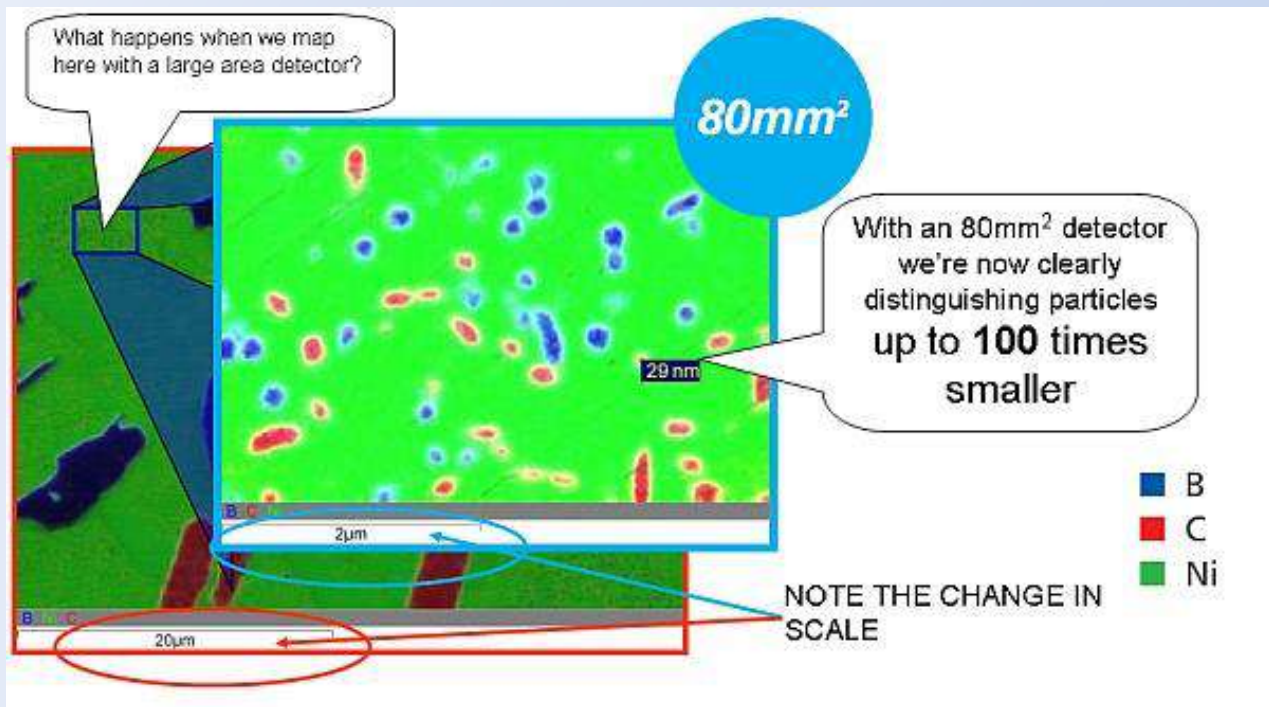 What happens when we map
here with a large area detector?
80mm²
With an 80mm² detector
we're now clearly
distinguishing particles
up to 100 times
smaller
29 nm
B
C
Ni
B C
2µm
NOTE THE CHANGE IN
SCALE
B C
20µm